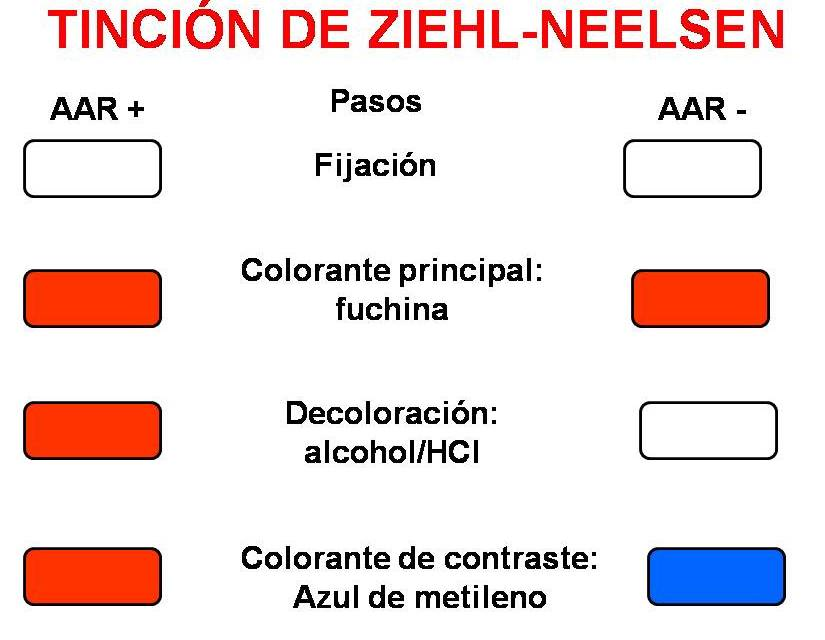 TINCIÓN DE ZIEHL-NEELSEN
AAR +
Pasos
AAR -
Fijación
Colorante principal:
fuchina
Decoloración:
alcohol/HCl
Colorante de contraste:
Azul de metileno